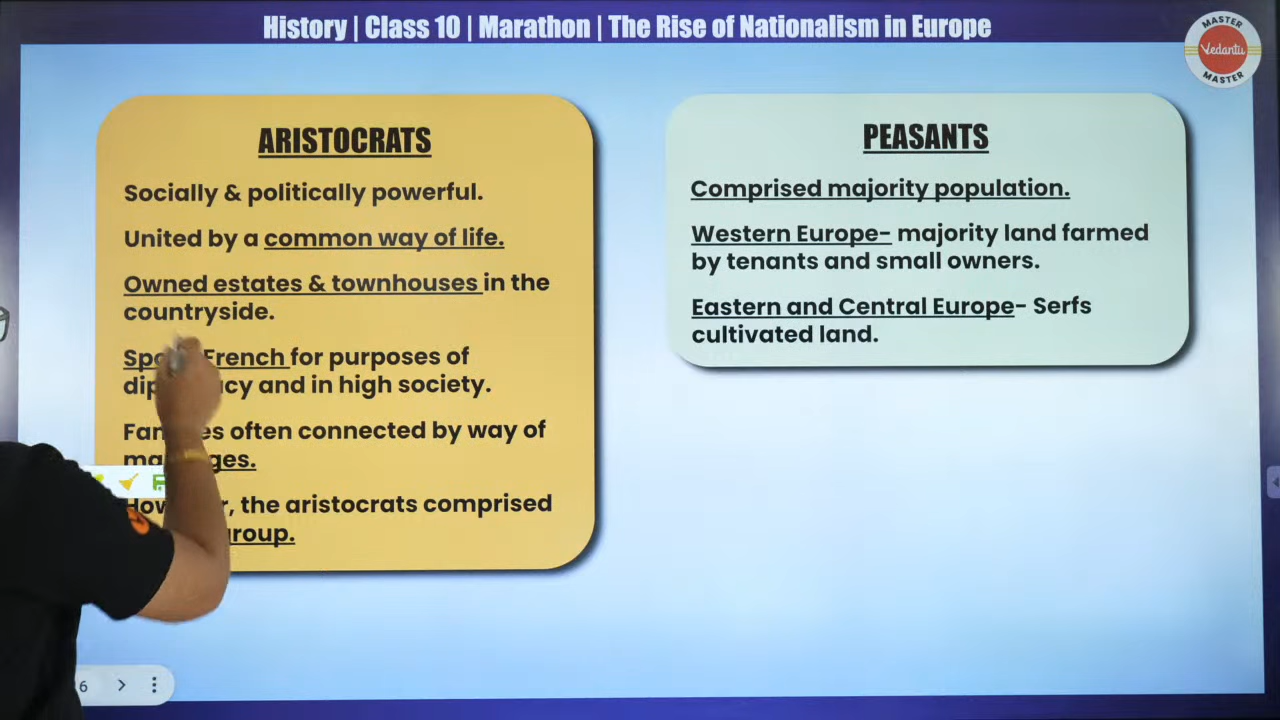 History | Class 10 | Marathon | The Rise of Nationalism in Europe
MASTER
Vedantu
MASTER
ARISTOCRATS
Socially & politically powerful.
United by a common way of life.
Owned estates & townhouses in the
countryside.
French for purposes of
and in high society.
often connected by way of
the aristocrats comprised
PEASANTS
Comprised majority population.
Western Europe- majority land farmed
by tenants and small owners.
Eastern and Central Europe- Serfs
cultivated land.
6